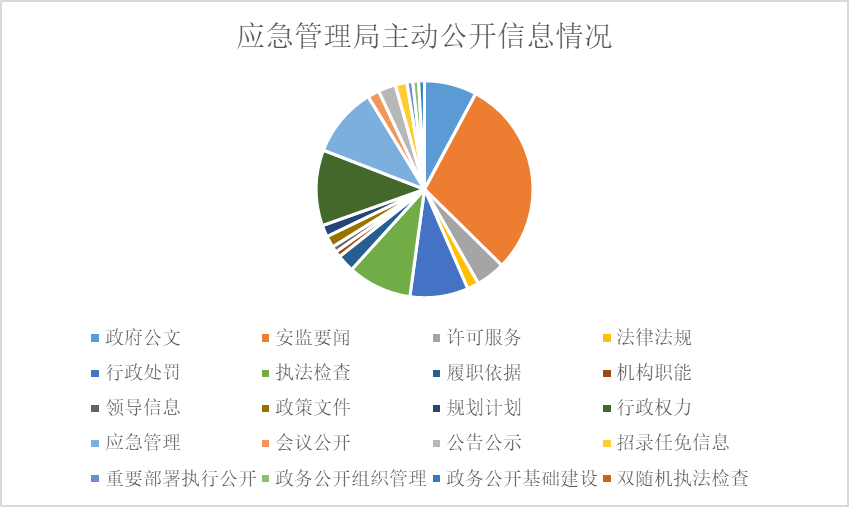 应急管理局主动公开信息情况
政府公文 安监要闻 许可服务 法律法规
行政处罚 执法检查 履职依据 机构职能
领导信息 政策文件 规划计划 行政权力
应急管理 会议公开 公告公示 招录任免信息
重要部署执行公开 政务公开组织管理 政务公开基础建设 双随机执法检查